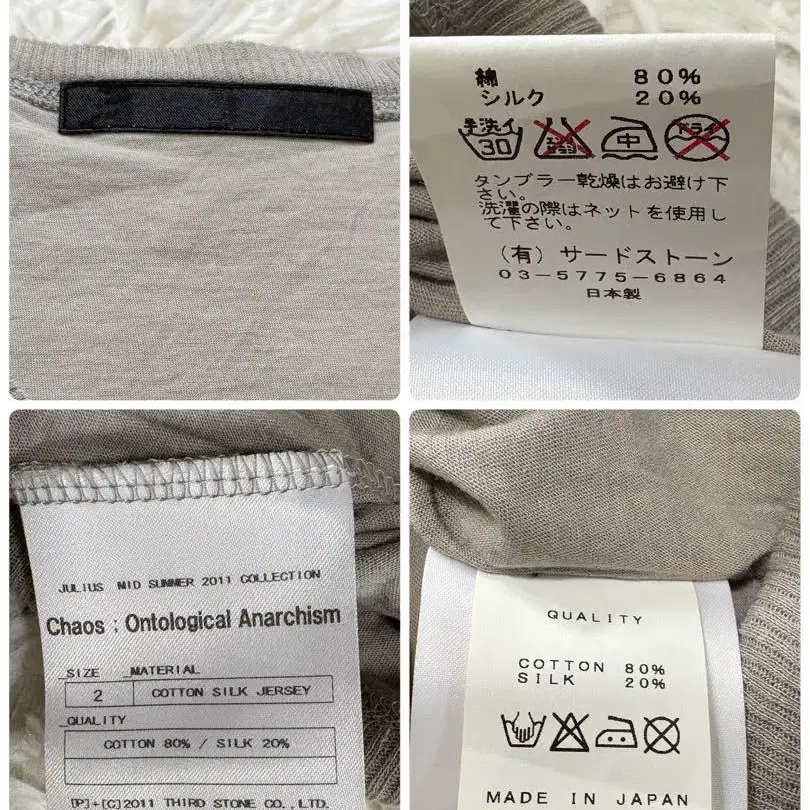 綿 80%
シルク 20%
手洗イ 30 中 ドライ
タンブラー乾燥はお避け下
さい。
洗濯の際はネットを使用し
て下さい。
(有) サードストーン
03-5775-6864
日本製
JULIUS MID SUMMER 2011 COLLECTION
Chaos : Ontological Anarchism
_SIZE _MATERIAL
2 COTTON SILK JERSEY
_QUALITY
COTTON 80% / SILK 20%
[P]+[C]2011 THIRD STONE CO.,LTD.
QUALITY
COTTON 80%
SILK 20%
MADE IN JAPAN